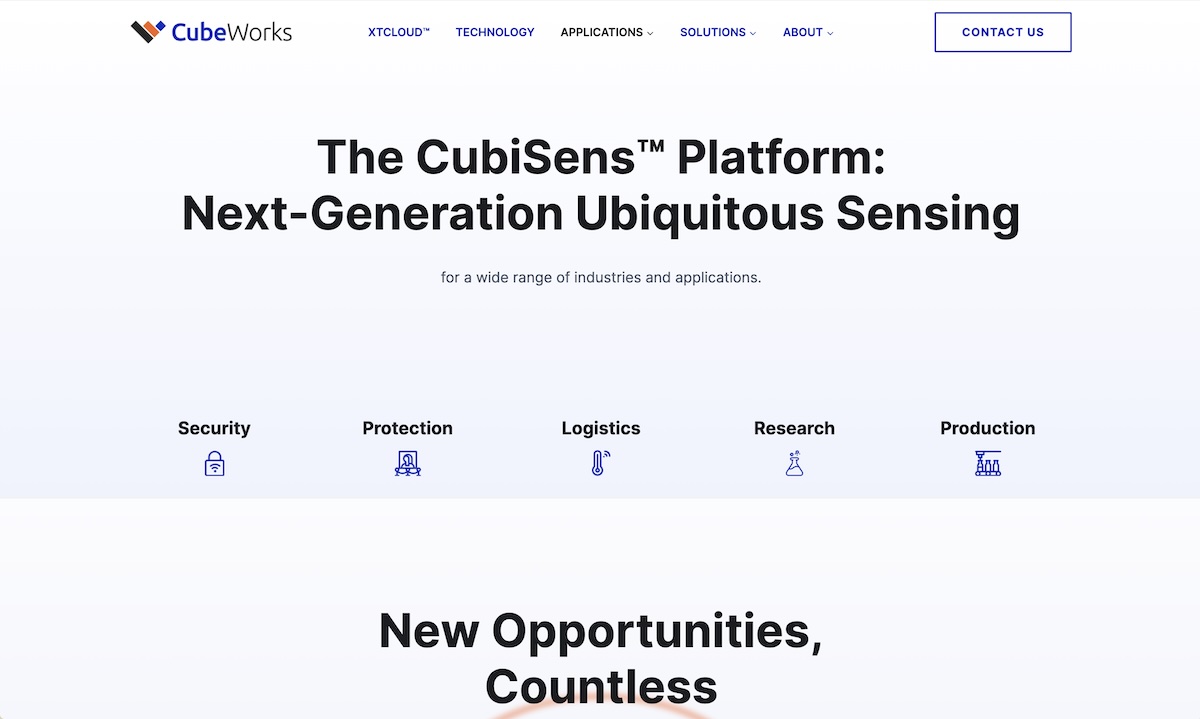 CubeWorks
XTCLOUD™
TECHNOLOGY
APPLICATIONS
SOLUTIONS
ABOUT
CONTACT US
The CubiSens™ Platform:
Next-Generation Ubiquitous Sensing
for a wide range of industries and applications.
Security
Protection
Logistics
Research
Production
New Opportunities,
Countless